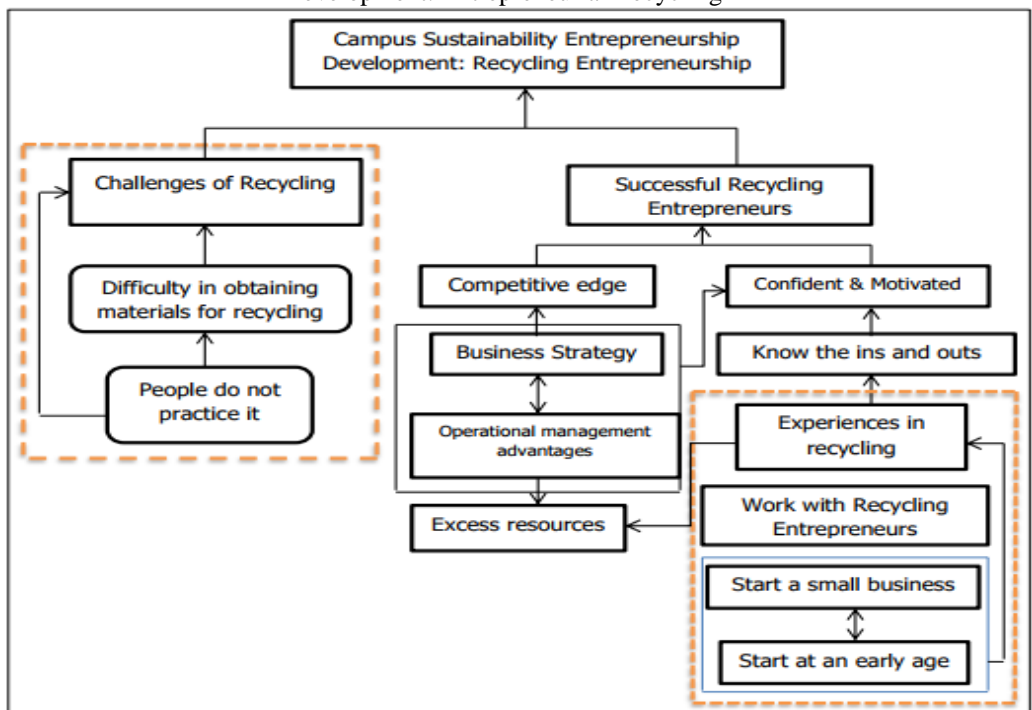 Campus Sustainability Entrepreneurship
Development: Recycling Entrepreneurship
Challenges of Recycling
Successful Recycling
Entrepreneurs
Difficulty in obtaining
materials for recycling
Competitive edge
Confident & Motivated
Business Strategy
Know the ins and outs
People do not
practice it
Operational management
advantages
Experiences in
recycling
Excess resources
Work with Recycling
Entrepreneurs
Start a small business
Start at an early age